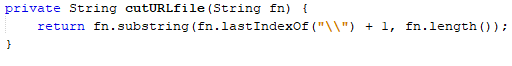 private String cutURLfile(String fn) {
    return fn.substring(fn.lastIndexOf("\\") + 1, fn.length());
}